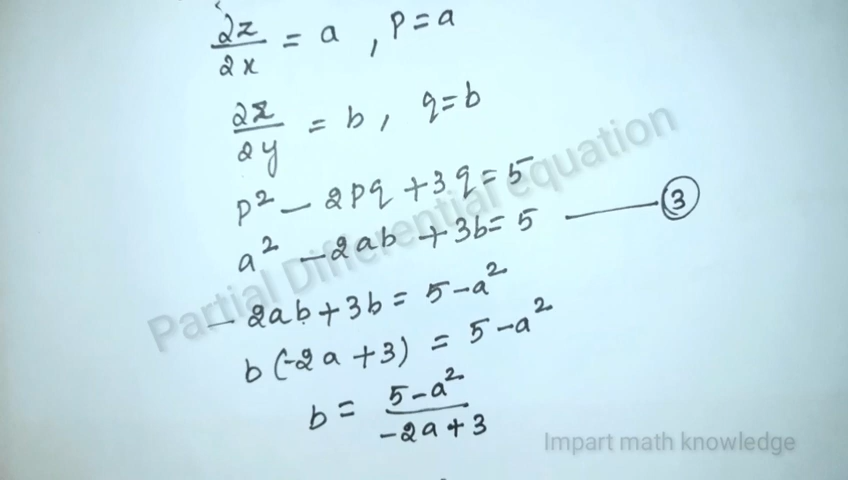 ∂z/∂x = a, p = a
∂z/∂y = b, q = b
p² - 2pq + 3q = 5
a² - 2ab + 3b = 5 —— ③
- 2ab + 3b = 5 - a²
b(-2a + 3) = 5 - a²
b = (5 - a²)/(-2a + 3)
Partial Differential equation
Impart math knowledge